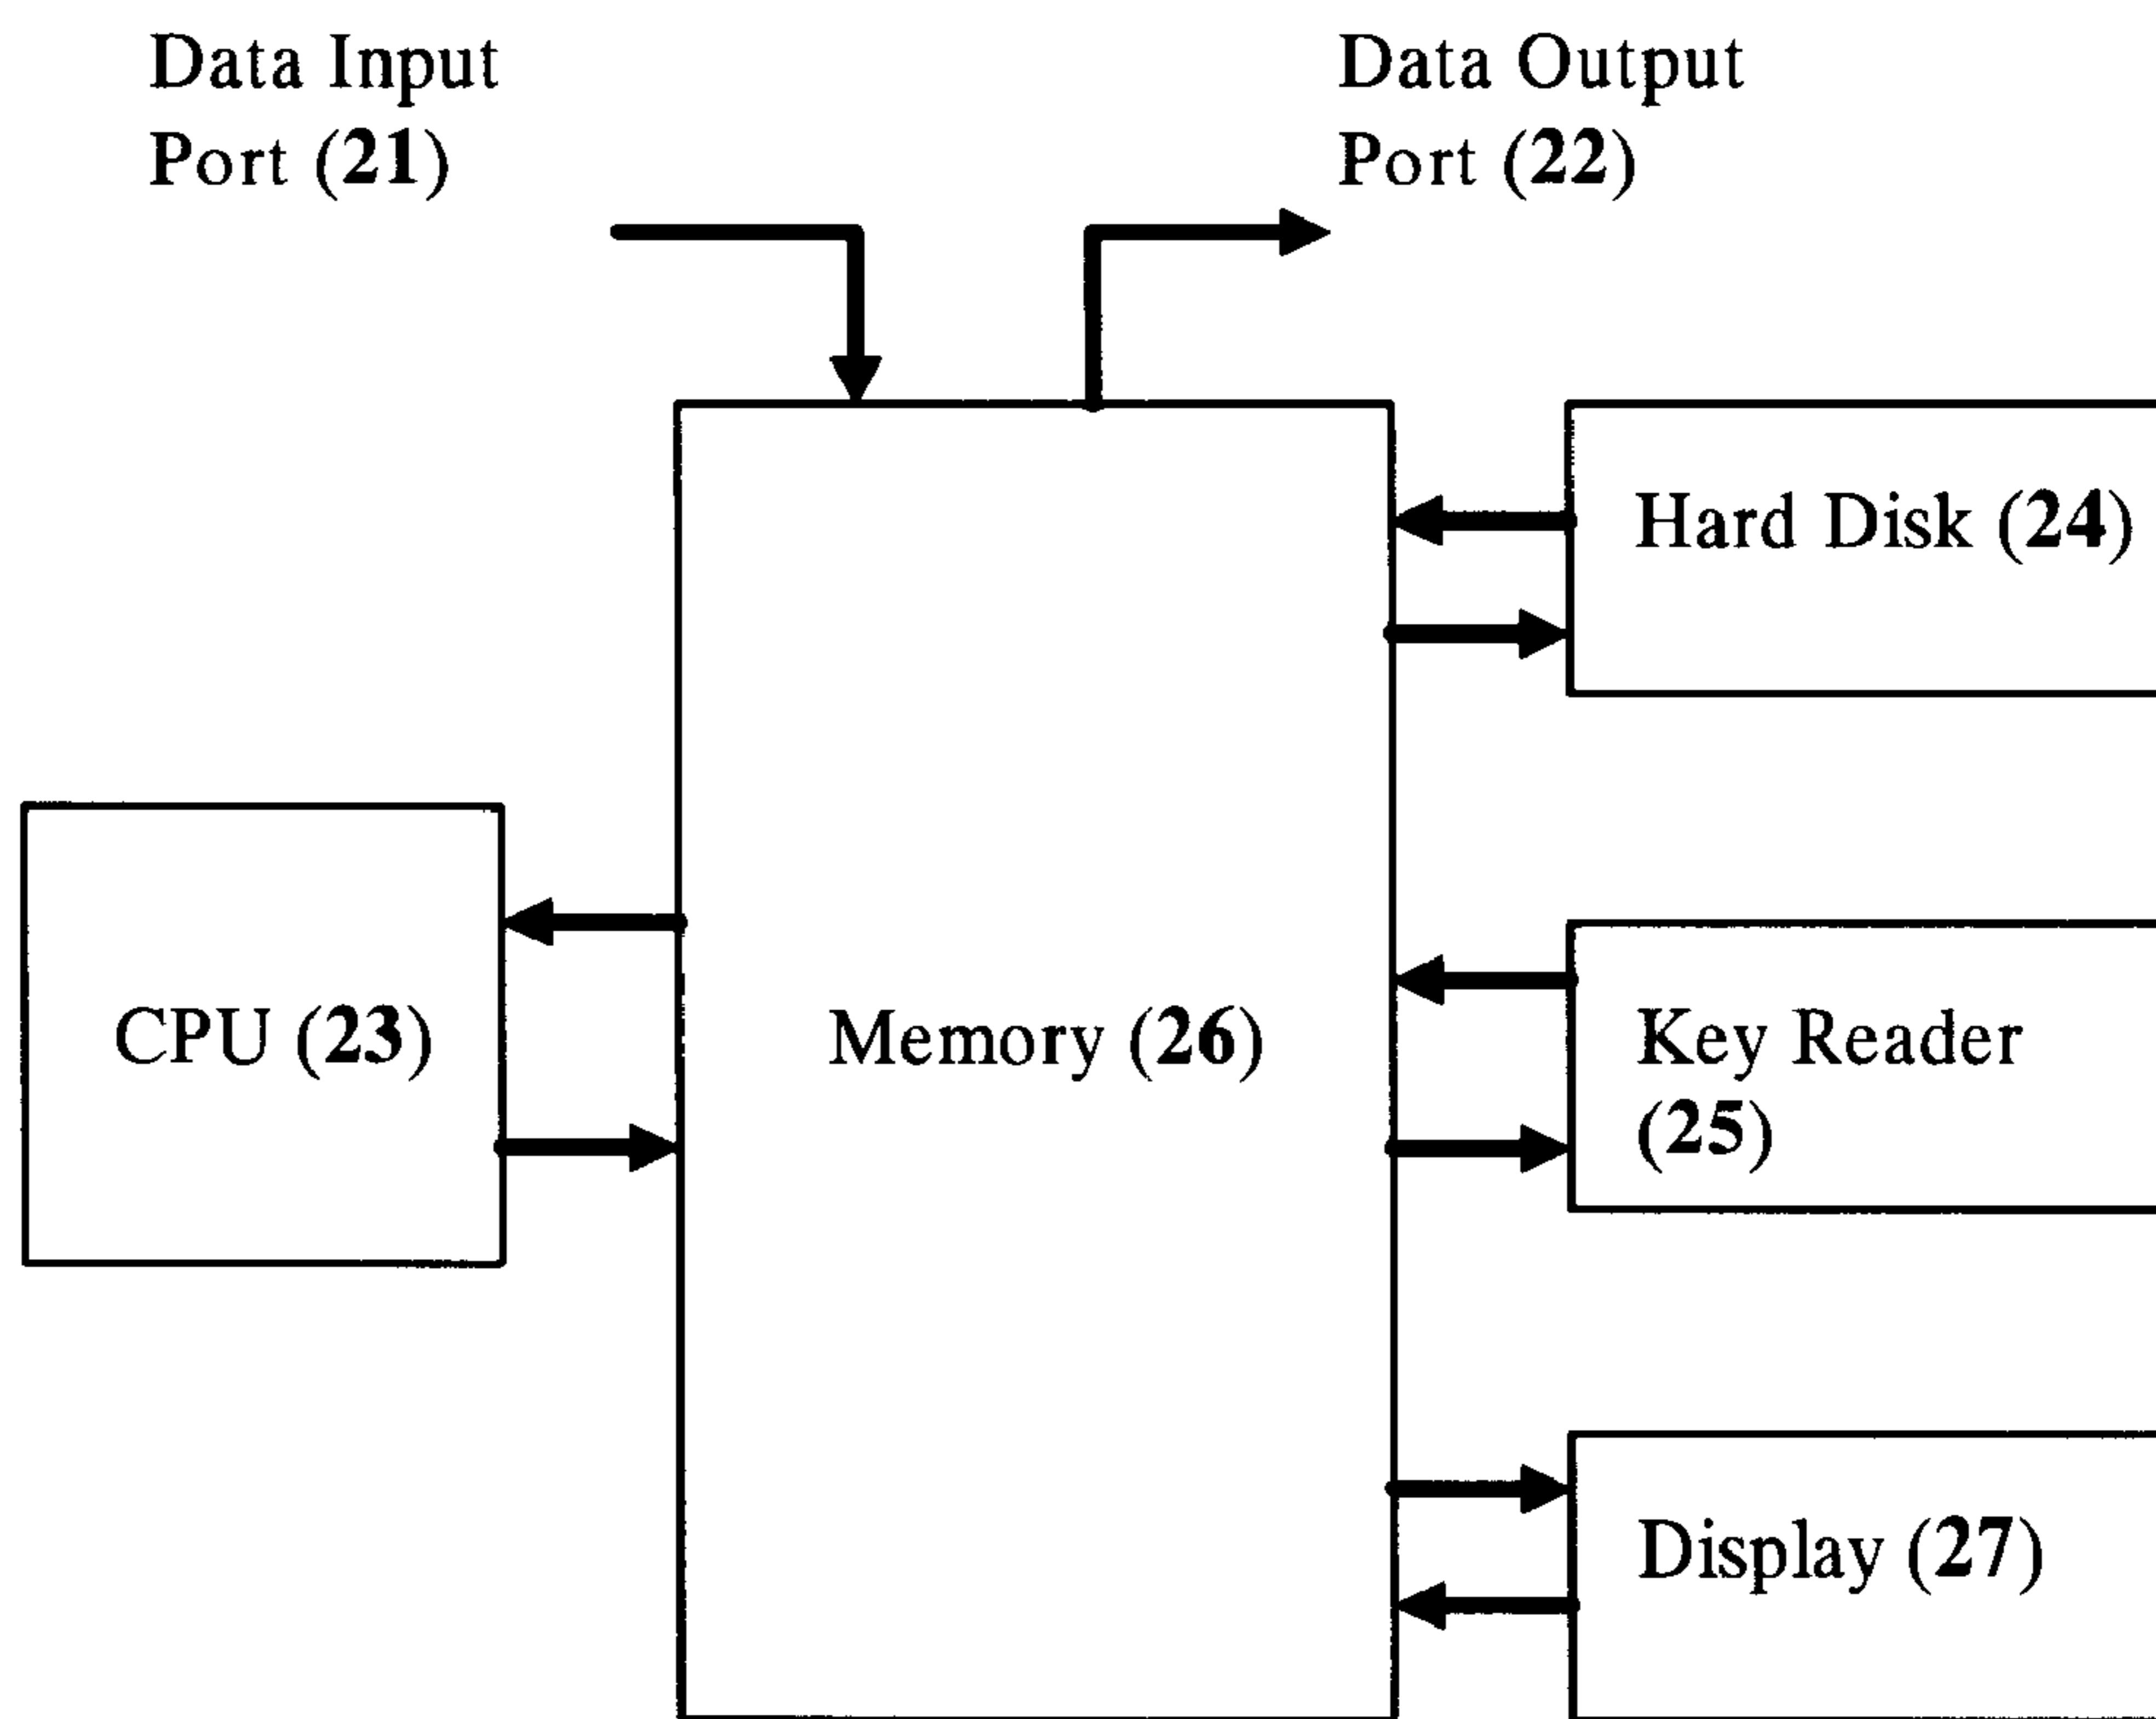 Data Input
Port (21)
Data Output
Port (22)
Hard Disk (24)
CPU (23)
Memory (26)
Key Reader
(25)
Display (27)